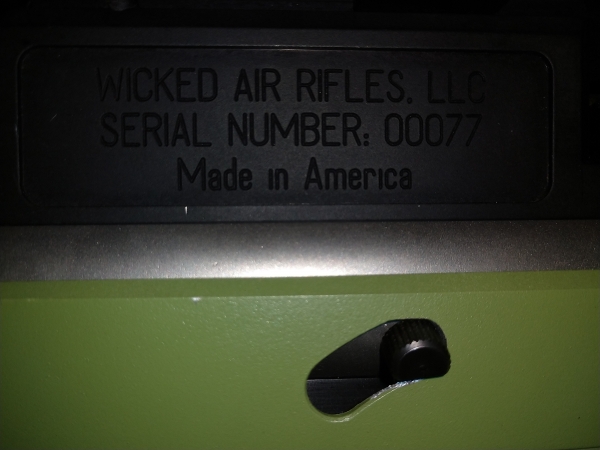 WICKED AIR RIFLES, LLC
SERIAL NUMBER: 00077
Made in America